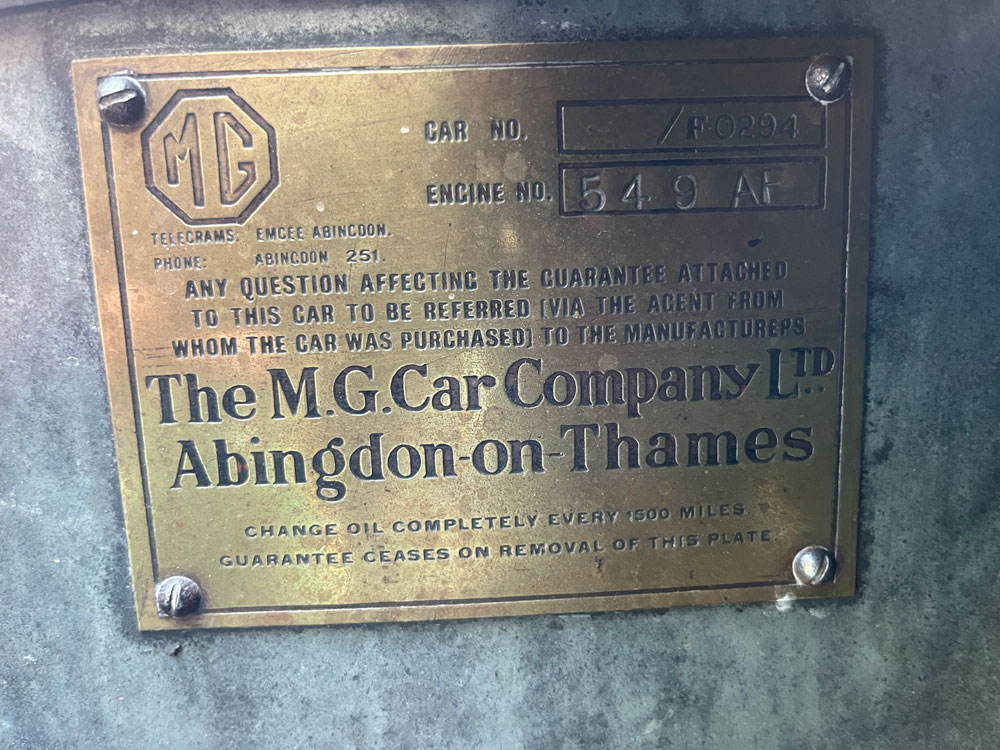 MG
CAR NO. /F0294
ENGINE NO. 549 AF
TELEGRAMS: EMCEE ABINGDON.
PHONE: ABINGDON 251.
ANY QUESTION AFFECTING THE GUARANTEE ATTACHED
TO THIS CAR TO BE REFERRED [VIA THE AGENT FROM
WHOM THE CAR WAS PURCHASED] TO THE MANUFACTURERS
The M.G. Car Company LTD.
Abingdon-on-Thames
CHANGE OIL COMPLETELY EVERY 1500 MILES.
GUARANTEE CEASES ON REMOVAL OF THIS PLATE